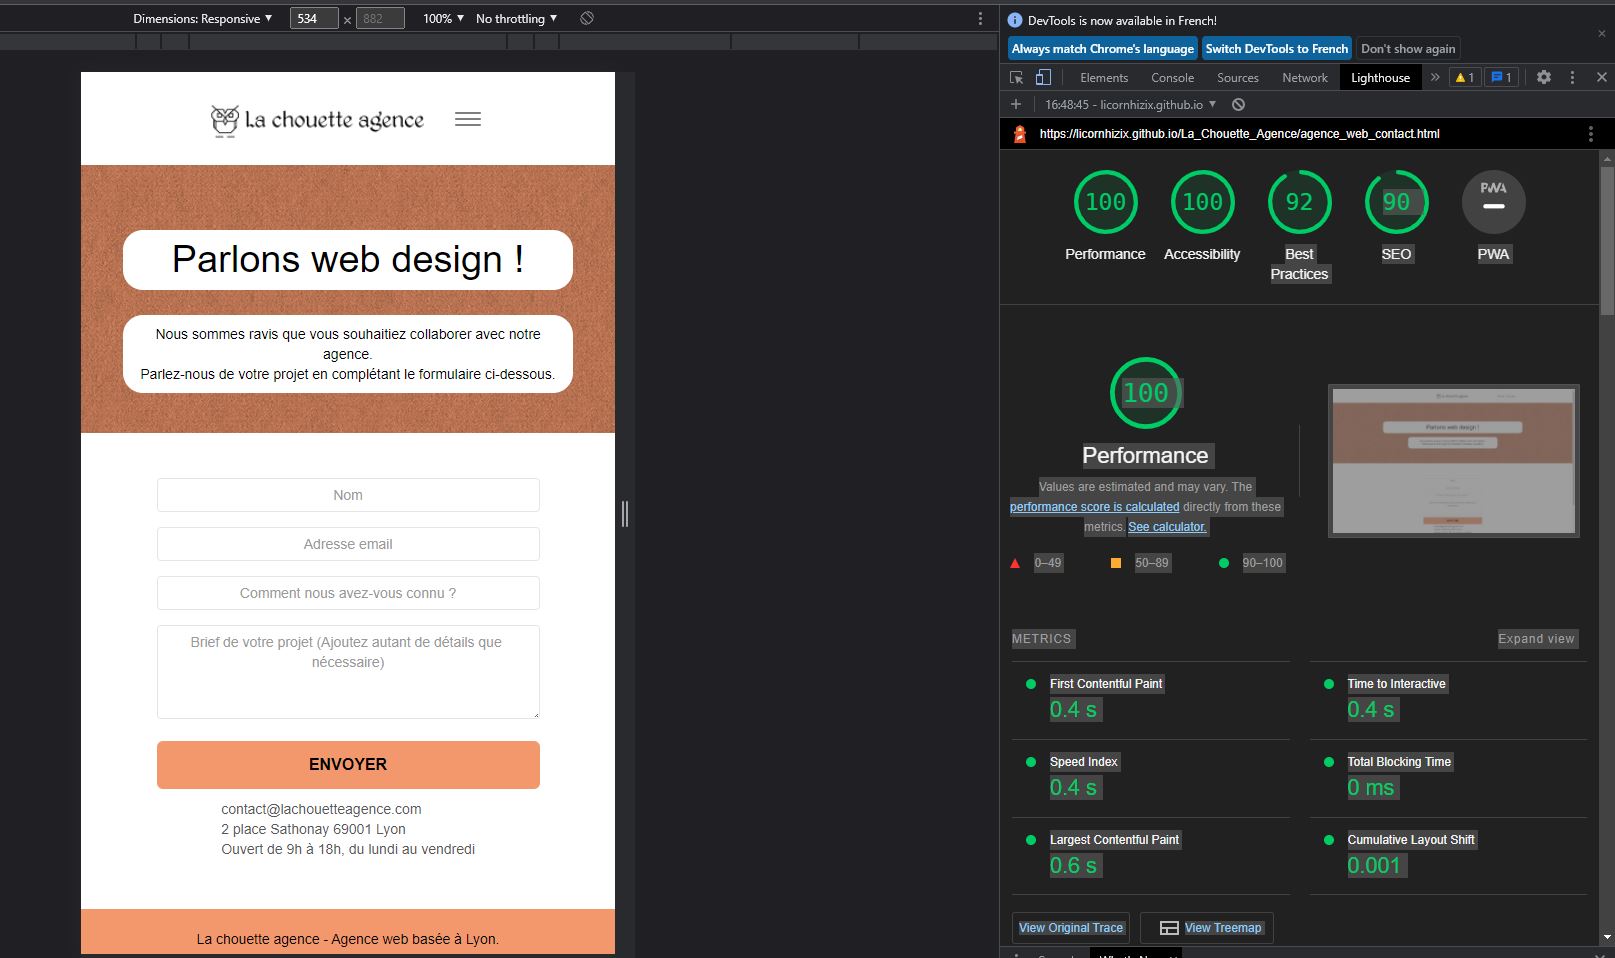 Dimensions: Responsive ▼ 534 × 882 100% ▼ No throttling ▼
DevTools is now available in French!
Always match Chrome's language Switch DevTools to French Don't show again
Elements Console Sources Network Lighthouse » 1 1
16:48:45 - licornhizix.github.io ▼
https://licornhizix.github.io/La_Chouette_Agence/agence_web_contact.html
La chouette agence
Parlons web design !
Nous sommes ravis que vous souhaitiez collaborer avec notre
agence.
Parlez-nous de votre projet en complétant le formulaire ci-dessous.
Nom
Adresse email
Comment nous avez-vous connu ?
Brief de votre projet (Ajoutez autant de détails que
nécessaire)
ENVOYER
contact@lachouetteagence.com
2 place Sathonay 69001 Lyon
Ouvert de 9h à 18h, du lundi au vendredi
La chouette agence - Agence web basée à Lyon.
100 100 92 90 PWA
Performance Accessibility Best SEO PWA
Practices
100
Performance
Values are estimated and may vary. The
performance score is calculated directly from these
metrics. See calculator.
0–49 50–89 90–100
Parlons web design !
METRICS Expand view
First Contentful Paint Time to Interactive
0.4 s 0.4 s
Speed Index Total Blocking Time
0.4 s 0 ms
Largest Contentful Paint Cumulative Layout Shift
0.6 s 0.001
View Original Trace View Treemap